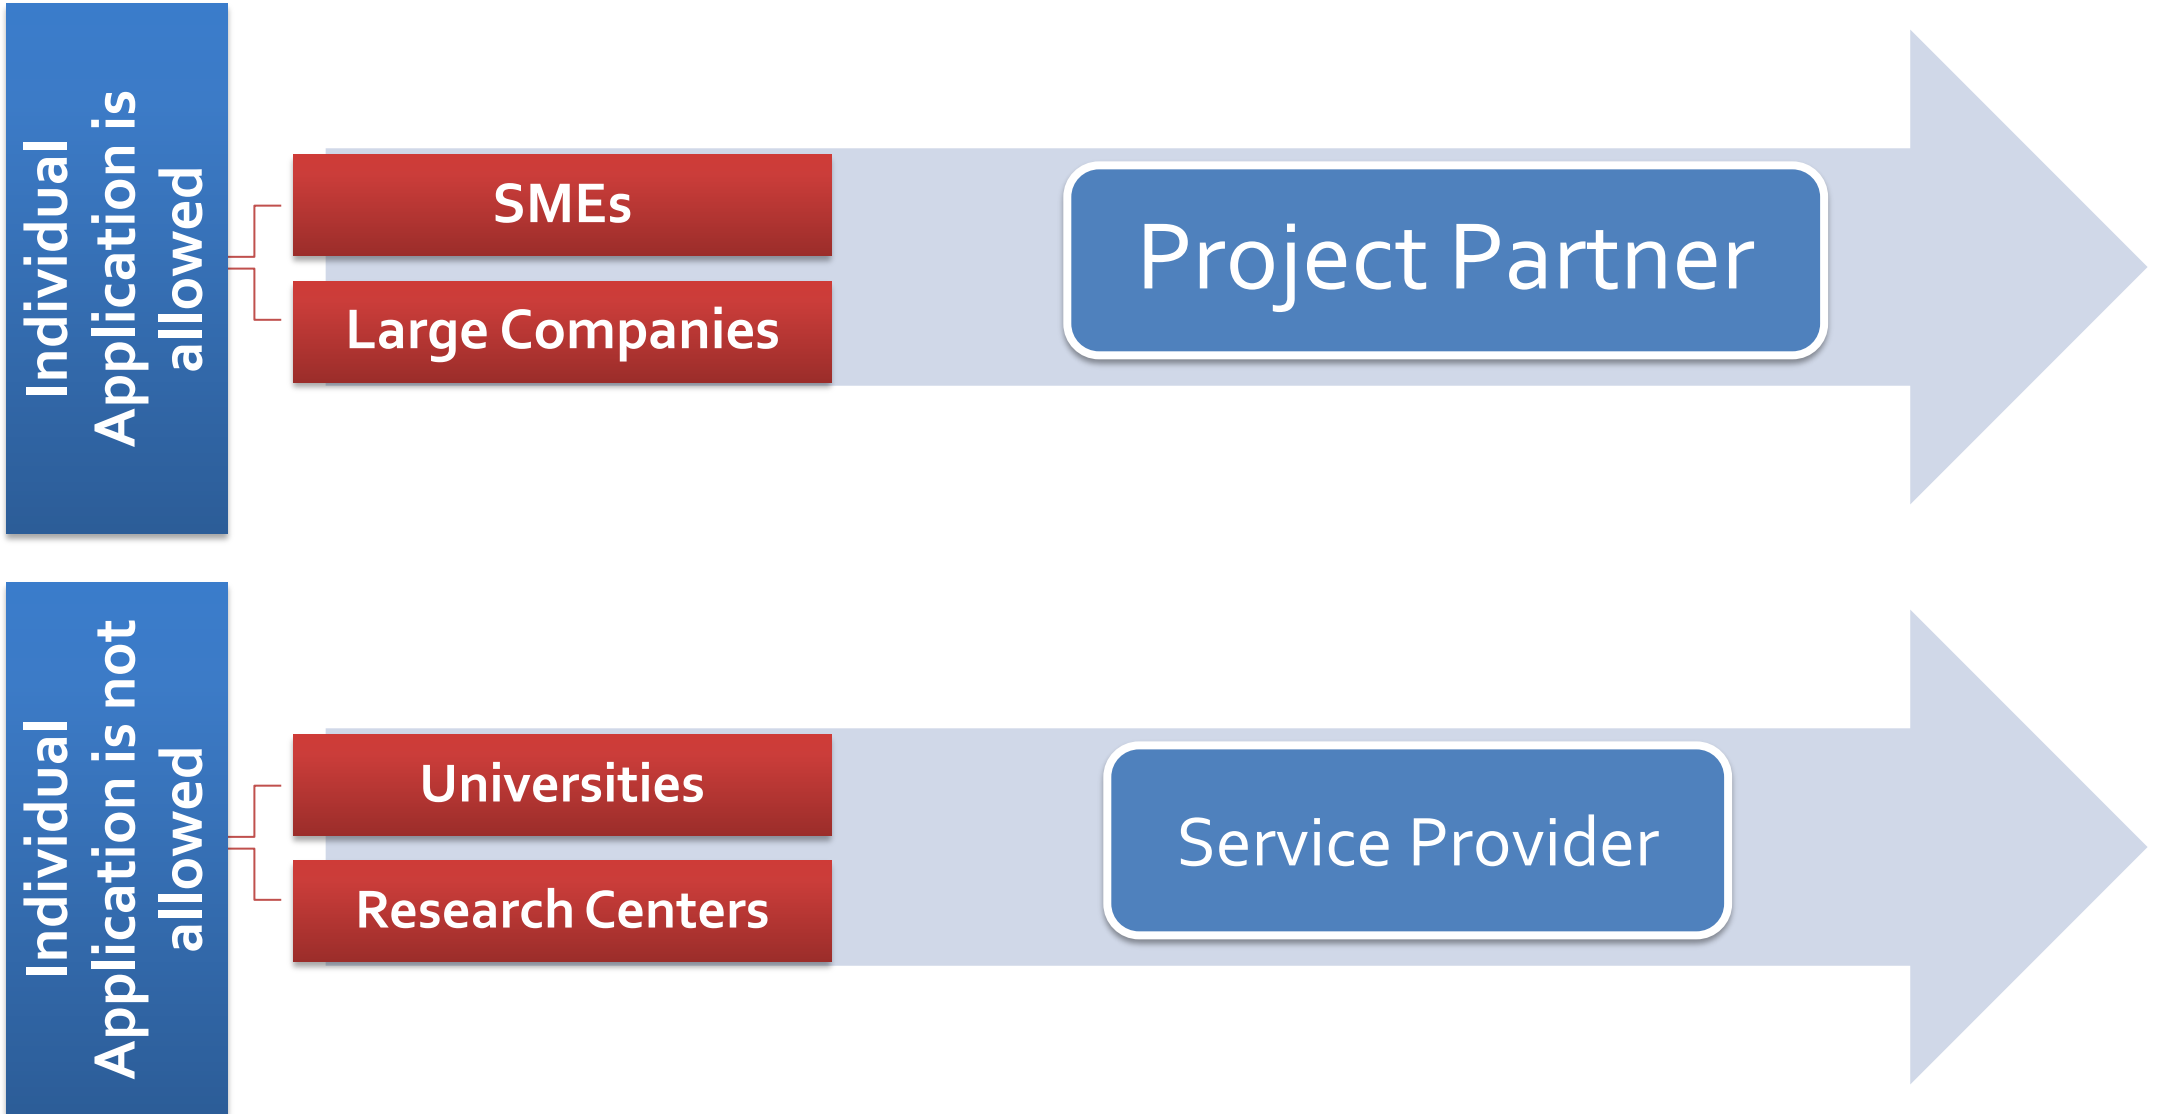 Individual
Application is
allowed
SMEs
Large Companies
Project Partner
Individual
Application is not
allowed
Universities
Research Centers
Service Provider